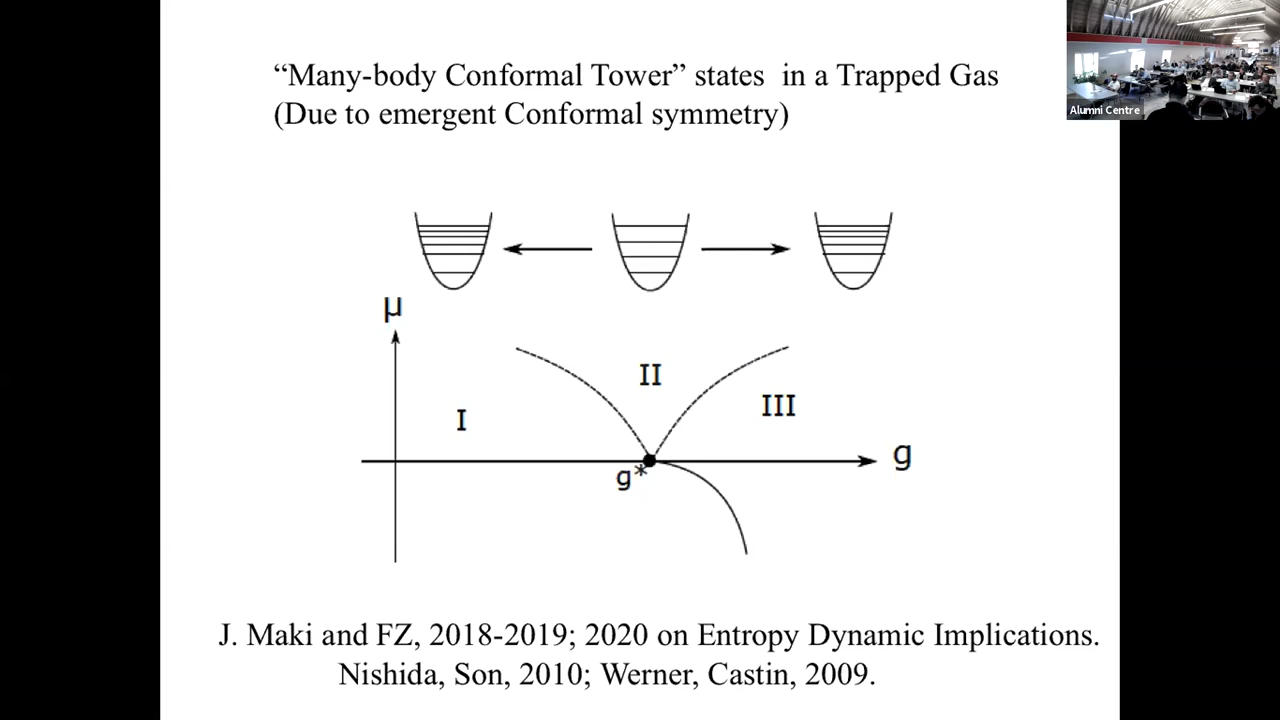 “Many-body Conformal Tower” states  in a Trapped Gas
(Due to emergent Conformal symmetry)
Alumni Centre
μ
II
III
I
g
g*
J. Maki and FZ, 2018-2019; 2020 on Entropy Dynamic Implications.
Nishida, Son, 2010; Werner, Castin, 2009.